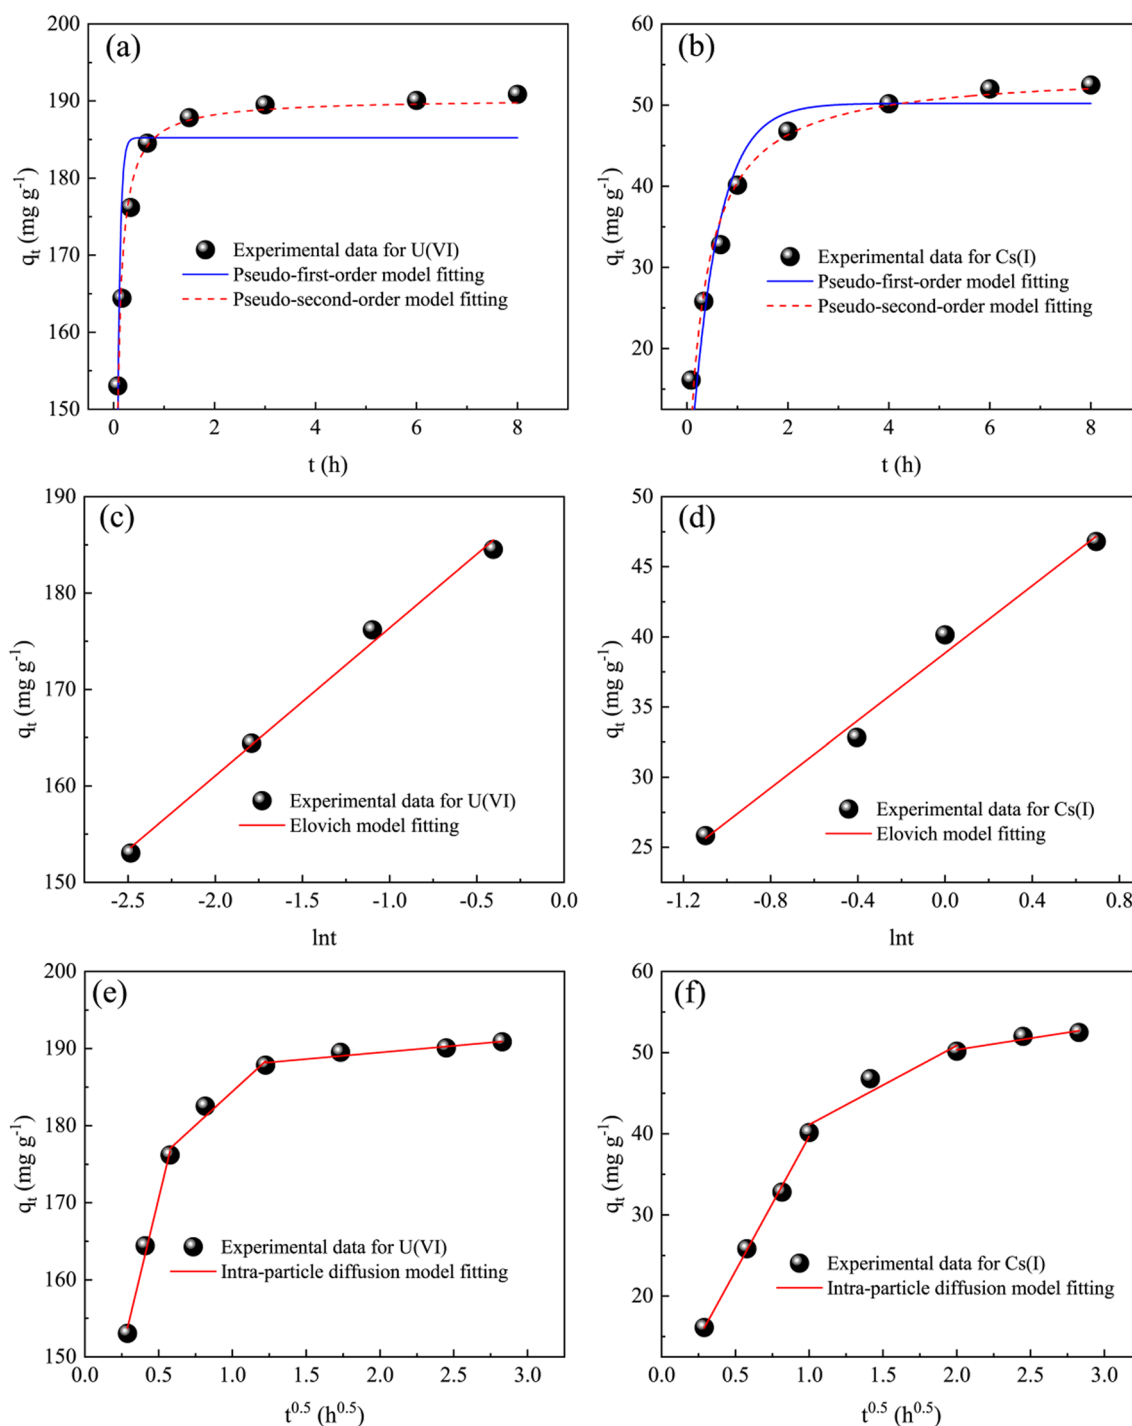 (a)
200
190
180
170
160
150
qt (mg g-1)
Experimental data for U(VI)
Pseudo-first-order model fitting
Pseudo-second-order model fitting
0 2 4 6 8
t (h)
(b)
60
50
40
30
20
qt (mg g-1)
Experimental data for Cs(I)
Pseudo-first-order model fitting
Pseudo-second-order model fitting
0 2 4 6 8
t (h)
(c)
190
180
170
160
150
qt (mg g-1)
Experimental data for U(VI)
Elovich model fitting
-2.5 -2.0 -1.5 -1.0 -0.5 0.0
lnt
(d)
50
45
40
35
30
25
qt (mg g-1)
Experimental data for Cs(I)
Elovich model fitting
-1.2 -0.8 -0.4 0.0 0.4 0.8
lnt
(e)
200
190
180
170
160
150
qt (mg g-1)
Experimental data for U(VI)
Intra-particle diffusion model fitting
0.0 0.5 1.0 1.5 2.0 2.5 3.0
t0.5 (h0.5)
(f)
60
50
40
30
20
qt (mg g-1)
Experimental data for Cs(I)
Intra-particle diffusion model fitting
0.0 0.5 1.0 1.5 2.0 2.5 3.0
t0.5 (h0.5)